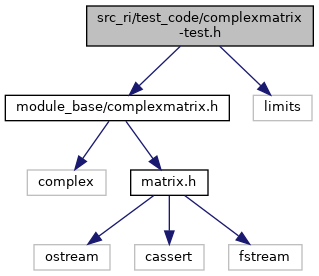 src_ri/test_code/complexmatrix
-test.h
module_base/complexmatrix.h
limits
complex
matrix.h
ostream
cassert
fstream